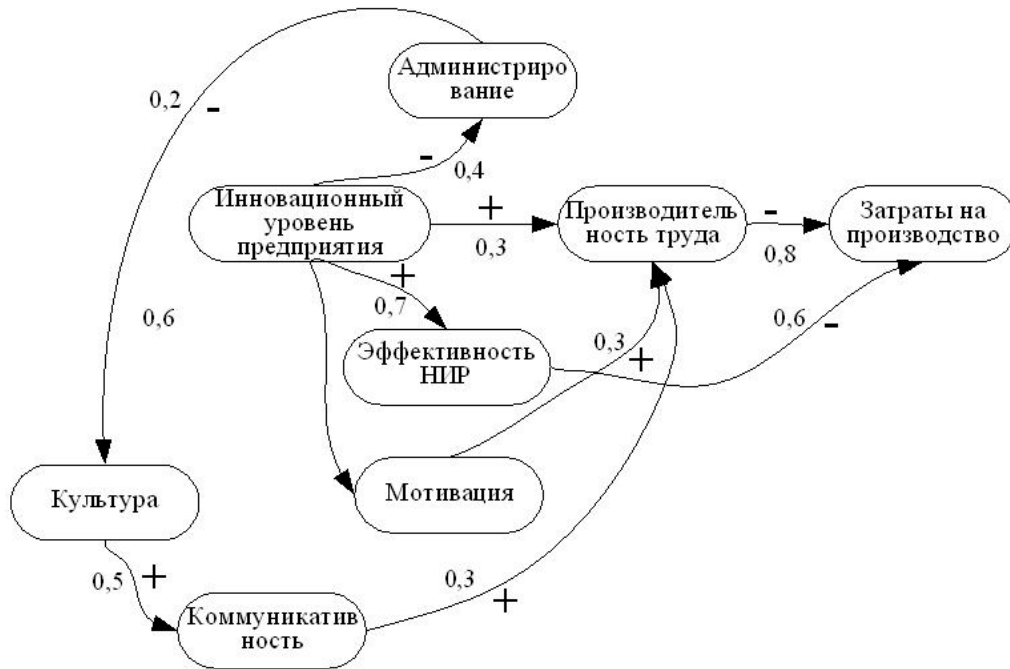 Администриро
вание
0,2
-
-
0,4
Инновационный
уровень
предприятия
+
0,3
Производитель
ность труда
-
0,8
Затраты на
производство
+
0,7
0,6
0,3
+
0,6
-
Эффективность
НИР
Мотивация
Культура
0,5
+
0,3
+
Коммуникатив
ность